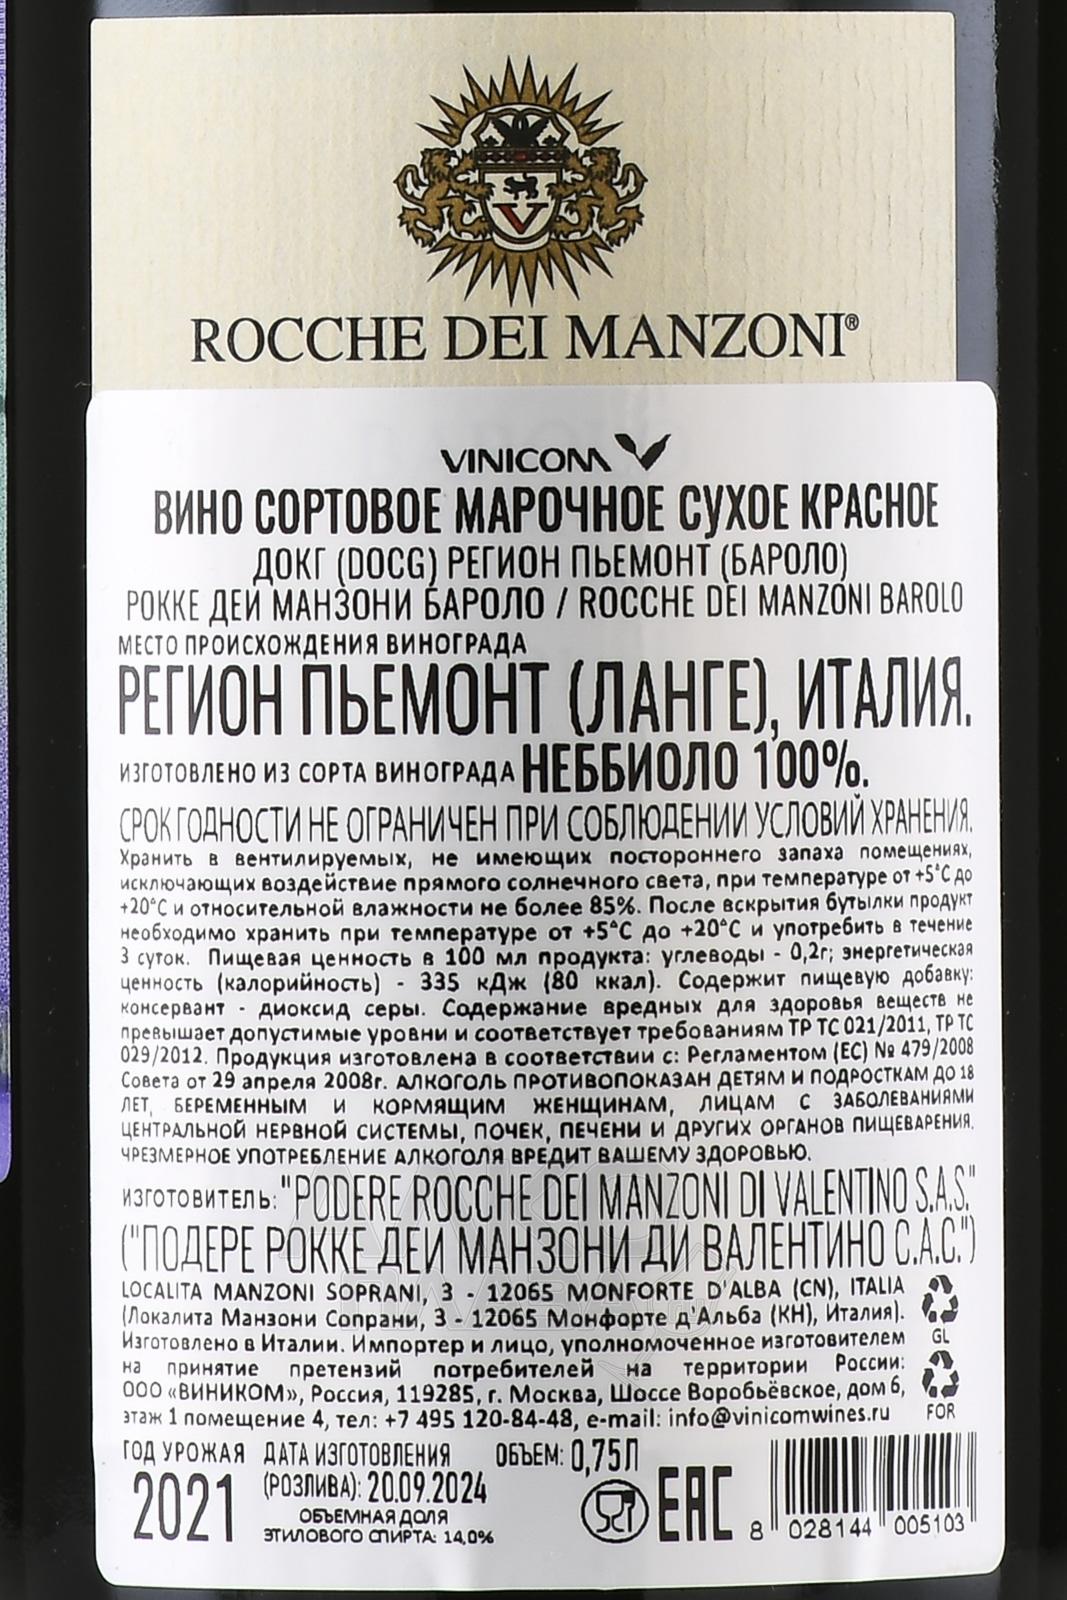 V
ROCCHE DEI MANZONI®
VINICOM
ВИНО СОРТОВОЕ МАРОЧНОЕ СУХОЕ КРАСНОЕ
ДОКГ (DOCG) РЕГИОН ПЬЕМОНТ (БАРОЛО)
РОККЕ ДЕИ МАНЗОНИ БАРОЛО / ROCCHE DEI MANZONI BAROLO
МЕСТО ПРОИСХОЖДЕНИЯ ВИНОГРАДА
РЕГИОН ПЬЕМОНТ (ЛАНГЕ), ИТАЛИЯ.
ИЗГОТОВЛЕНО ИЗ СОРТА ВИНОГРАДА НЕББИОЛО 100%.
СРОК ГОДНОСТИ НЕ ОГРАНИЧЕН ПРИ СОБЛЮДЕНИИ УСЛОВИЙ ХРАНЕНИЯ.
Хранить в вентилируемых, не имеющих постороннего запаха помещениях,
исключающих воздействие прямого солнечного света, при температуре от +5°С до
+20°С и относительной влажности не более 85%. После вскрытия бутылки продукт
необходимо хранить при температуре от +5°С до +20°С и употребить в течение
3 суток. Пищевая ценность в 100 мл продукта: углеводы - 0,2г; энергетическая
ценность (калорийность) - 335 кДж (80 ккал). Содержит пищевую добавку:
консервант - диоксид серы. Содержание вредных для здоровья веществ не
превышает допустимые уровни и соответствует требованиям ТР ТС 021/2011, ТР ТС
029/2012. Продукция изготовлена в соответствии с: Регламентом (ЕС) № 479/2008
Совета от 29 апреля 2008г. АЛКОГОЛЬ ПРОТИВОПОКАЗАН ДЕТЯМ И ПОДРОСТКАМ ДО 18
ЛЕТ, БЕРЕМЕННЫМ И КОРМЯЩИМ ЖЕНЩИНАМ, ЛИЦАМ С ЗАБОЛЕВАНИЯМИ
ЦЕНТРАЛЬНОЙ НЕРВНОЙ СИСТЕМЫ, ПОЧЕК, ПЕЧЕНИ И ДРУГИХ ОРГАНОВ ПИЩЕВАРЕНИЯ.
ЧРЕЗМЕРНОЕ УПОТРЕБЛЕНИЕ АЛКОГОЛЯ ВРЕДИТ ВАШЕМУ ЗДОРОВЬЮ.
ИЗГОТОВИТЕЛЬ: "PODERE ROCCHE DEI MANZONI DI VALENTINO S.A.S."
("ПОДЕРЕ РОККЕ ДЕИ МАНЗОНИ ДИ ВАЛЕНТИНО С.А.С.")
LOCALITA MANZONI SOPRANI, 3 - 12065 MONFORTE D'ALBA (CN), ITALIA
(Локалита Манзони Сопрани, 3 - 12065 Монфорте д'Альба (КН), Италия).
Изготовлено в Италии. Импортер и лицо, уполномоченное изготовителем
на принятие претензий потребителей на территории России:
ООО «ВИНИКОМ», Россия, 119285, г. Москва, Шоссе Воробьёвское, дом 6,
этаж 1 помещение 4, тел: +7 495 120-84-48, e-mail: info@vinicomwines.ru
GL
FOR
ГОД УРОЖАЯ
2021
ДАТА ИЗГОТОВЛЕНИЯ
(РОЗЛИВА): 20.09.2024
ОБЪЕМНАЯ ДОЛЯ
ЭТИЛОВОГО СПИРТА: 14,0%
ОБЪЕМ: 0,75Л
ЕАС
8 028144 005103